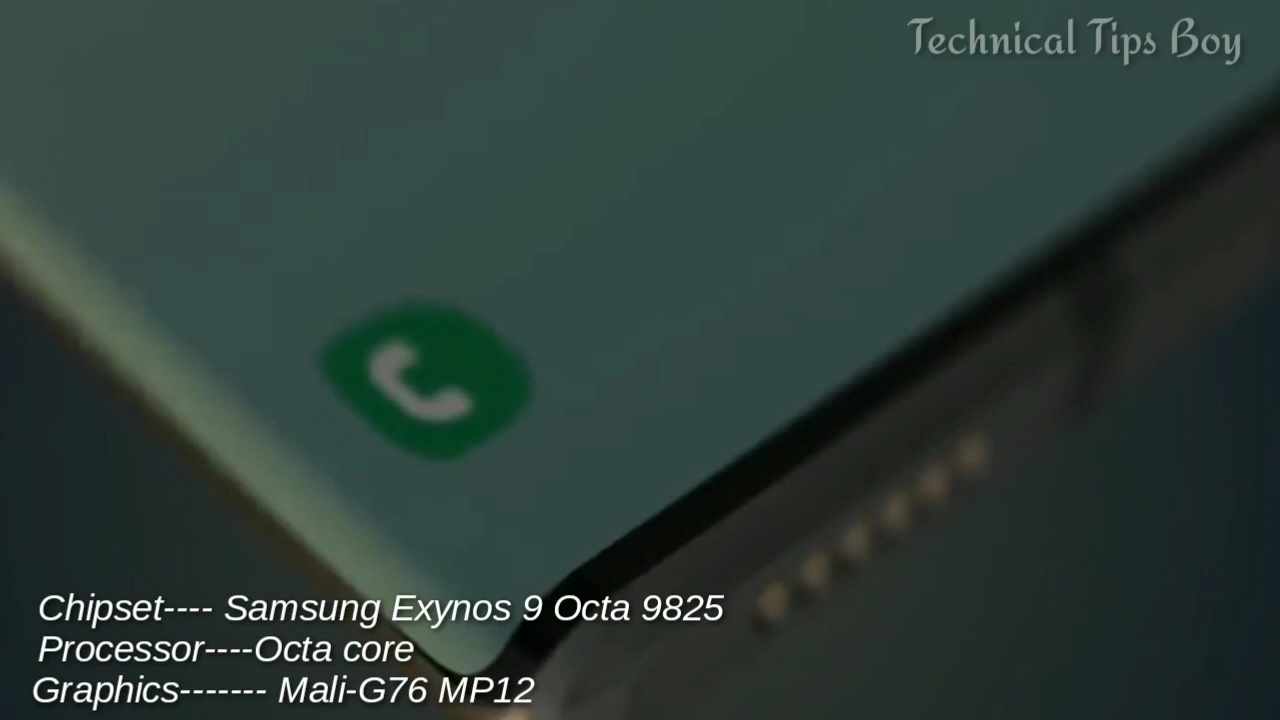 Technical Tips Boy
Chipset---- Samsung Exynos 9 Octa 9825
Processor----Octa core
Graphics------- Mali-G76 MP12